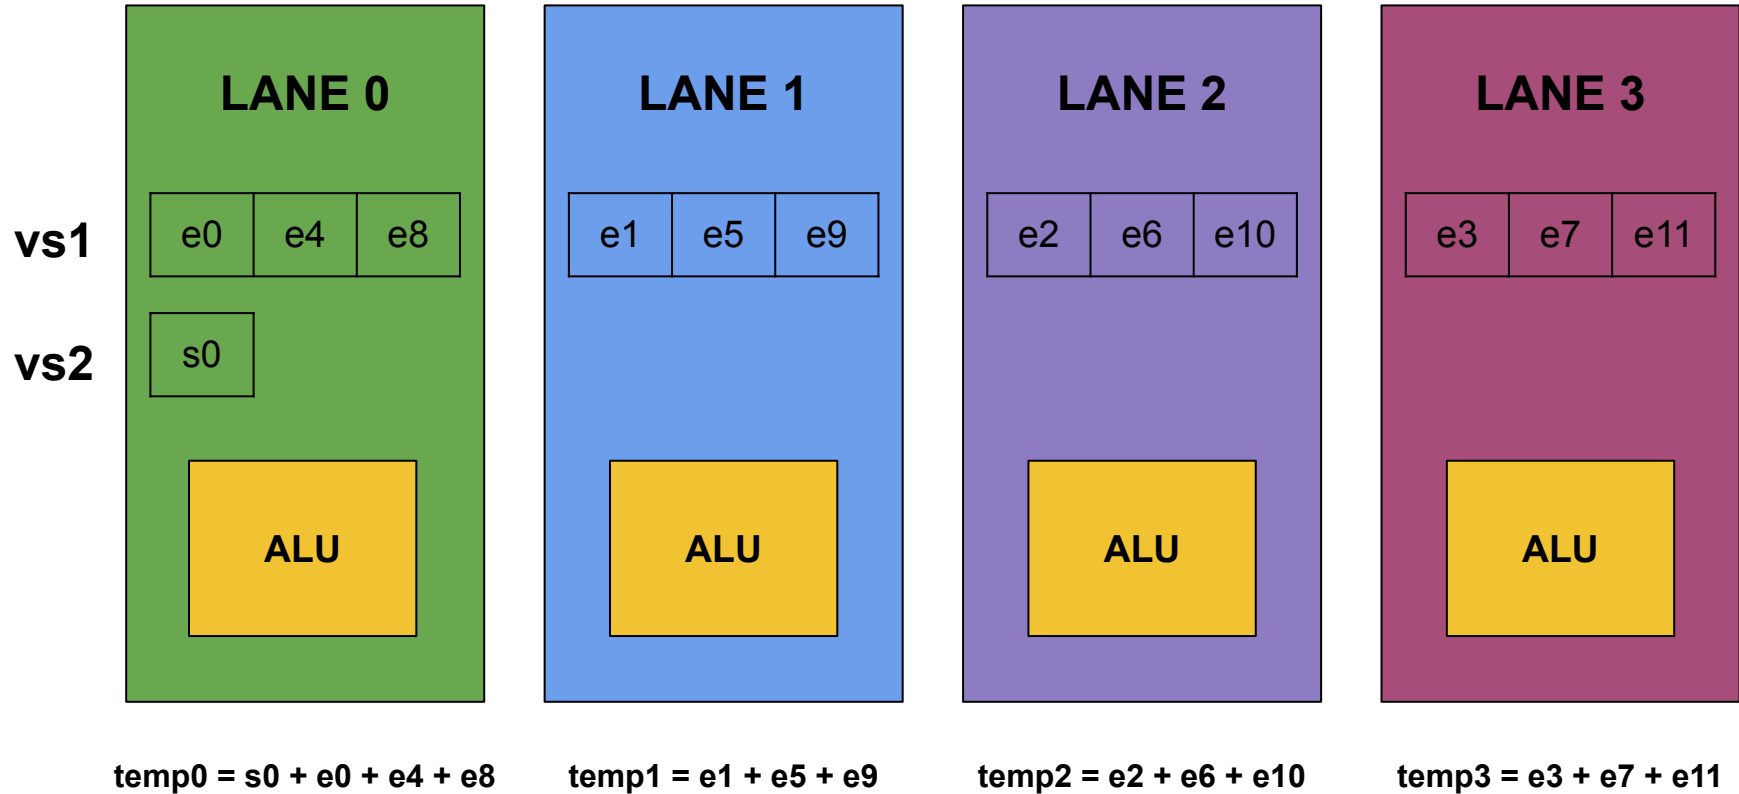 LANE 0
LANE 1
LANE 2
LANE 3
vs1
e0 e4 e8
e1 e5 e9
e2 e6 e10
e3 e7 e11
vs2
s0
ALU
ALU
ALU
ALU
temp0 = s0 + e0 + e4 + e8
temp1 = e1 + e5 + e9
temp2 = e2 + e6 + e10
temp3 = e3 + e7 + e11